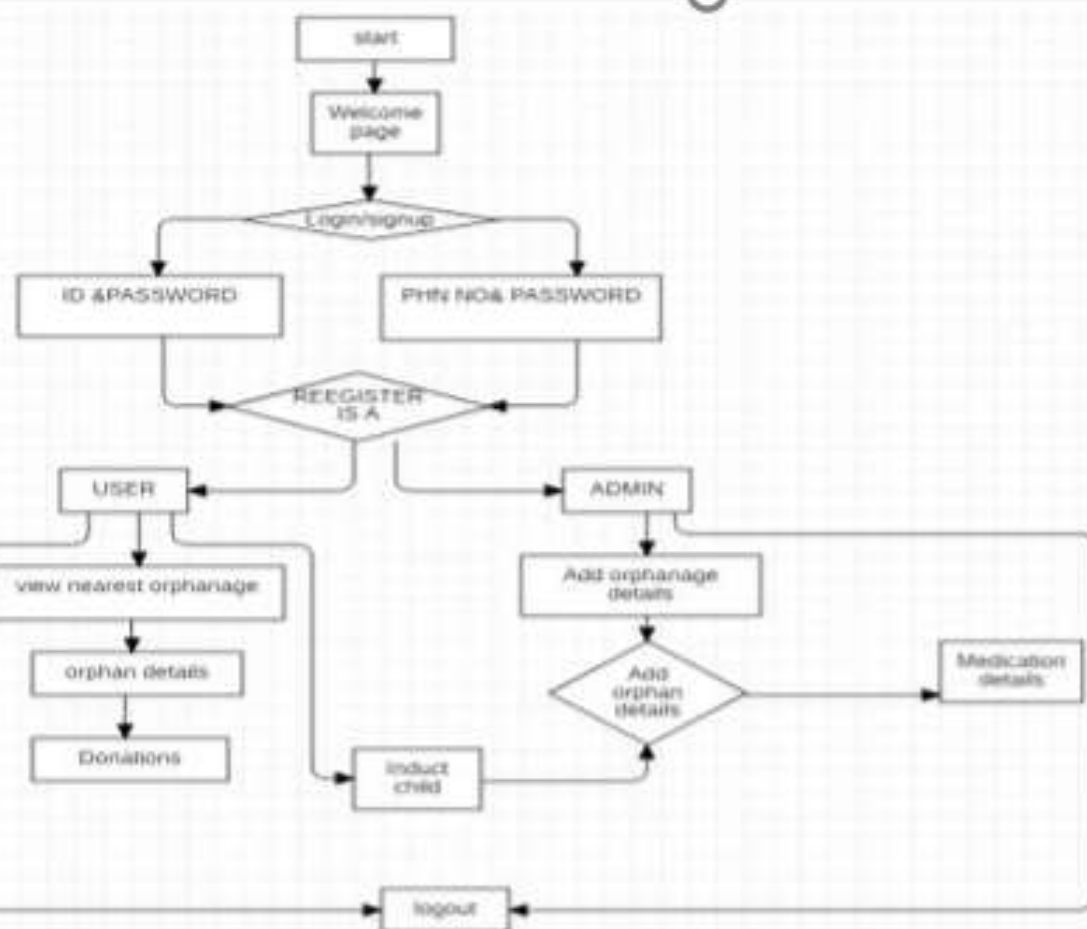 start
Welcome
page
Login/signup
ID &PASSWORD
PHN NO& PASSWORD
REEGISTER
IS A
USER
ADMIN
view nearest orphanage
Add orphanage
details
orphan details
Add
orphan
details
Medication
details
Donations
Induct
child
logout